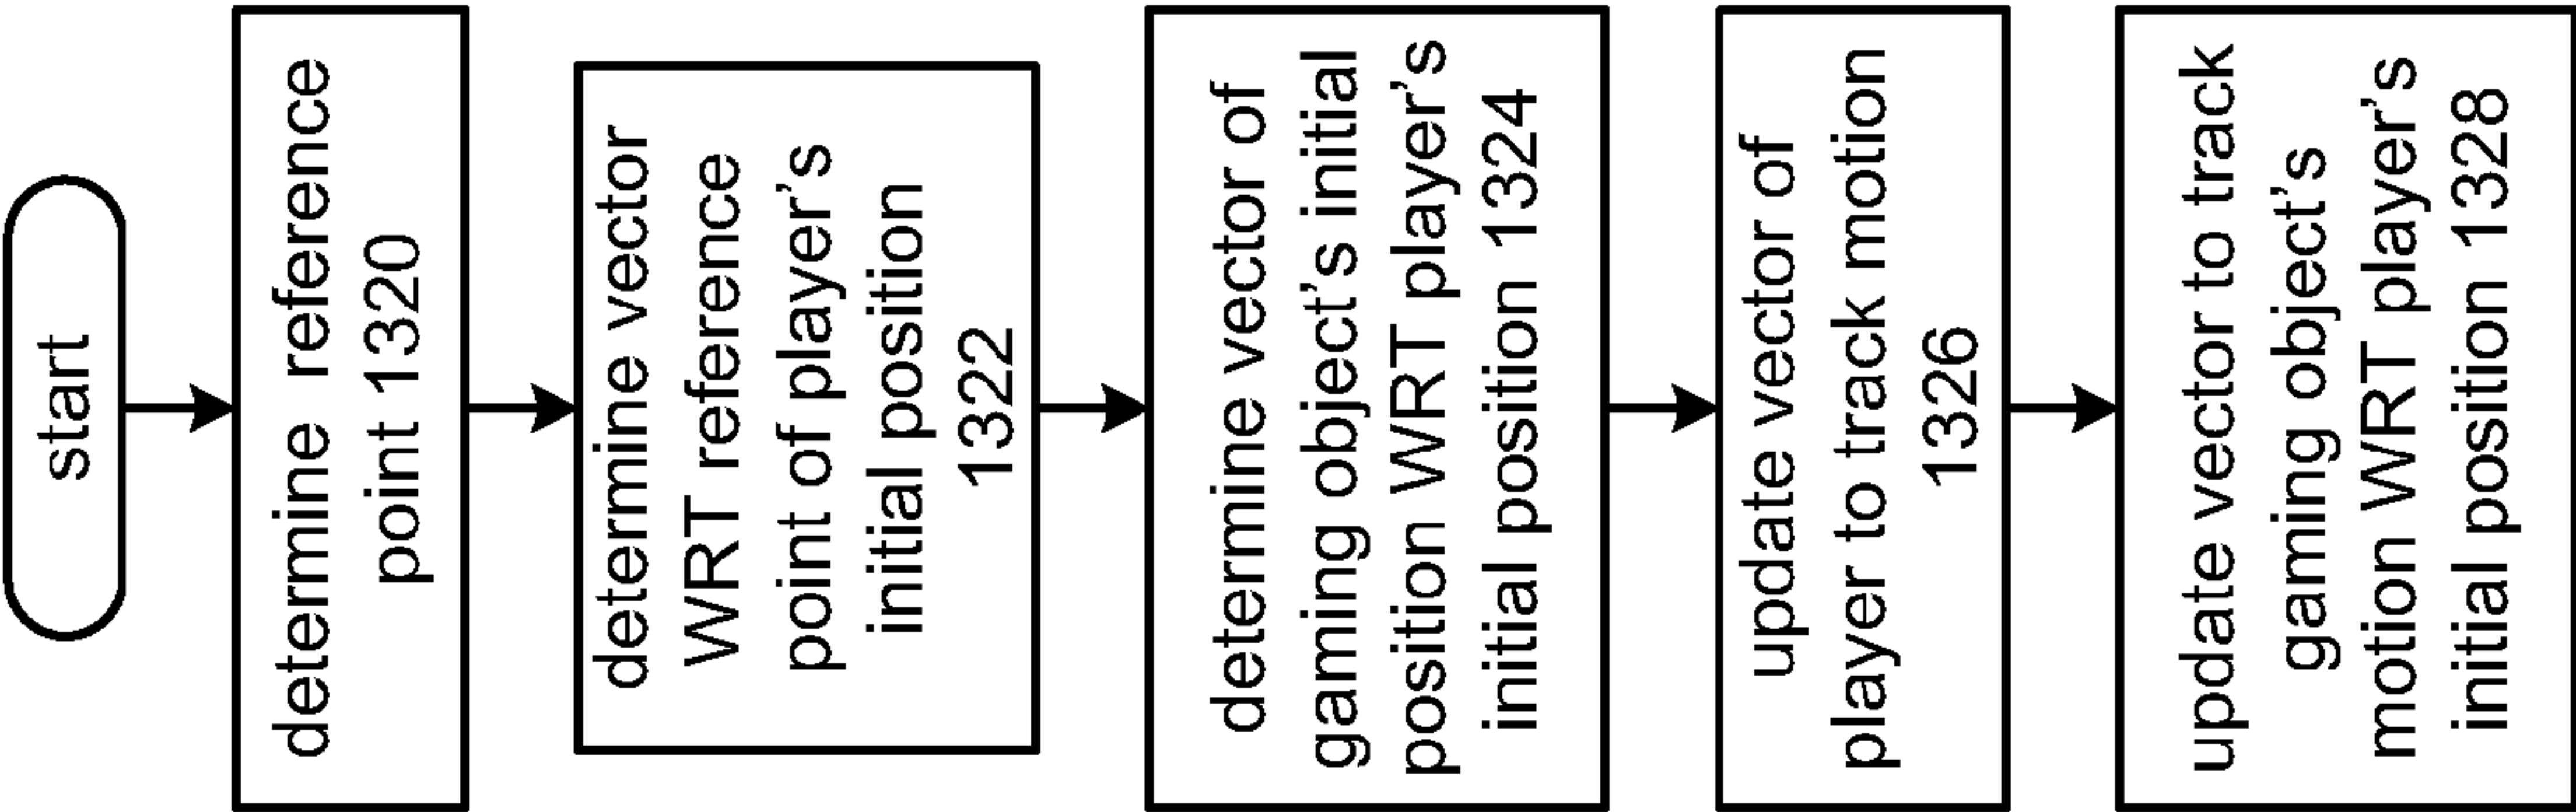 start
determine reference
point 1320
determine vector
WRT reference
point of player's
initial position
1322
determine vector of
gaming object's initial
position WRT player's
initial position 1324
update vector of
player to track motion
1326
update vector to track
gaming object's
motion WRT player's
initial position 1328